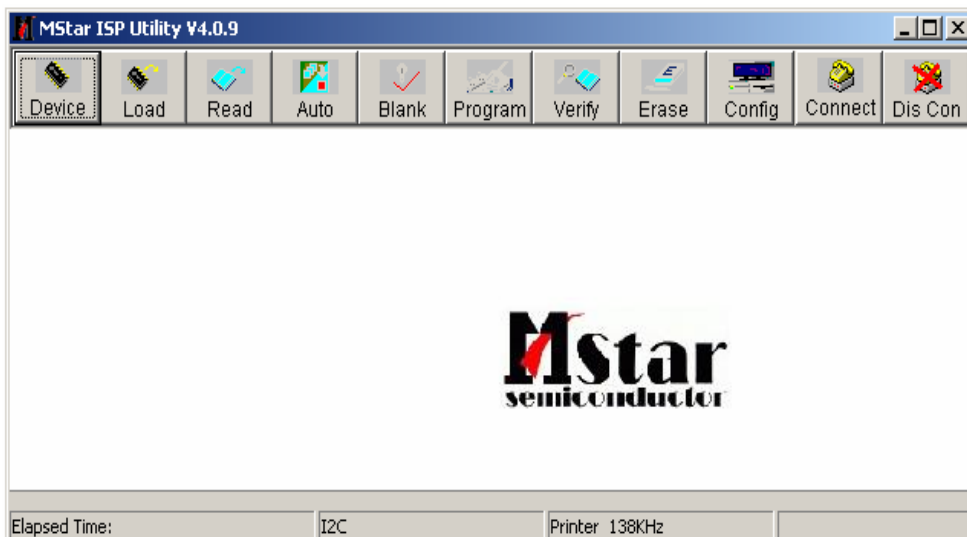 MStar ISP Utility V4.0.9
Device Load Read Auto Blank Program Verify Erase Config Connect Dis Con
MStar
semiconductor
Elapsed Time: I2C Printer 138KHz